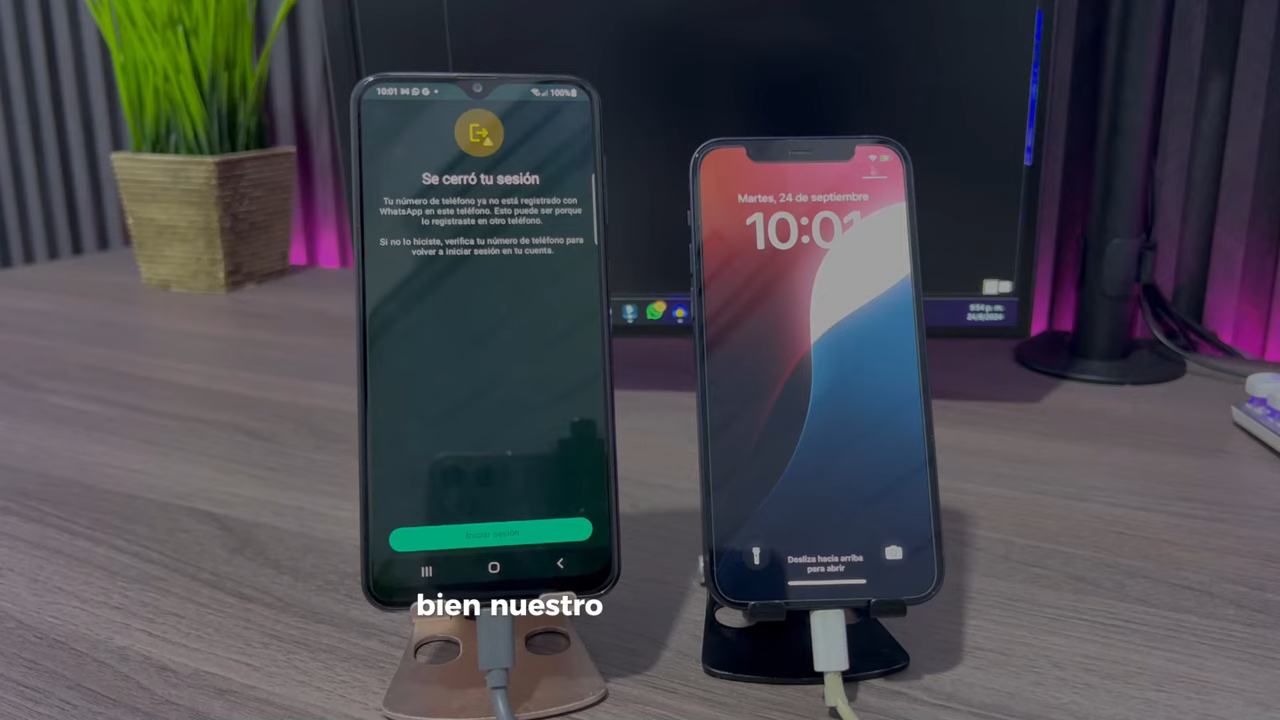 10:01
100%
Se cerró tu sesión
Tu número de teléfono ya no está registrado con
WhatsApp en este teléfono. Esto puede ser porque
lo registraste en otro teléfono.
Si no lo hiciste, verifica tu número de teléfono para
volver a iniciar sesión en tu cuenta.
Iniciar sesión
Martes, 24 de septiembre
10:01
Desliza hacia arriba
para abrir
bien nuestro